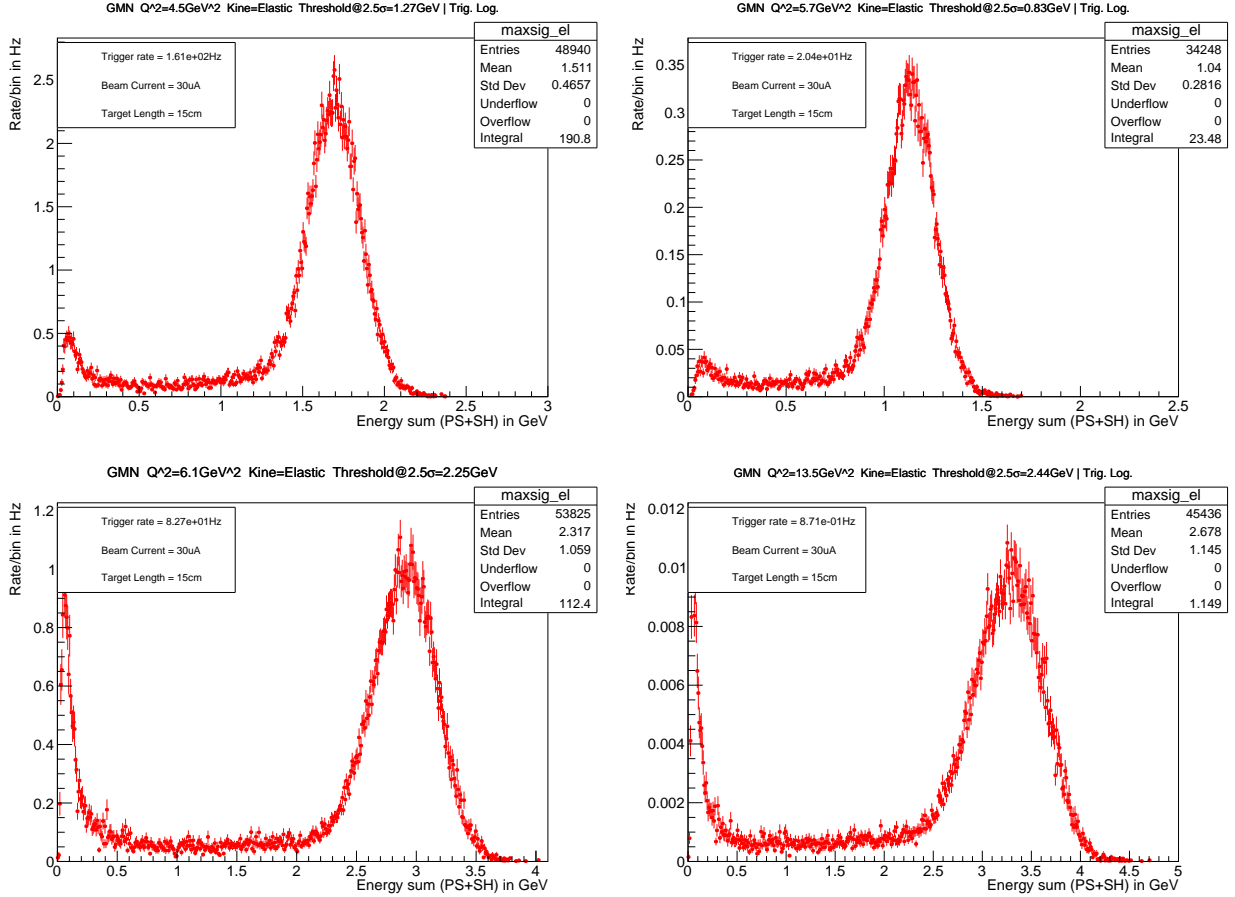 GMN Q^2=4.5GeV^2 Kine=Elastic Threshold@2.5σ=1.27GeV | Trig. Log.
Rate/bin in Hz
Trigger rate = 1.61e+02Hz
Beam Current = 30uA
Target Length = 15cm
maxsig_el
Entries 48940
Mean 1.511
Std Dev 0.4657
Underflow 0
Overflow 0
Integral 190.8
2.5
2
1.5
1
0.5
0
0 0.5 1 1.5 2 2.5 3
Energy sum (PS+SH) in GeV
GMN Q^2=5.7GeV^2 Kine=Elastic Threshold@2.5σ=0.83GeV | Trig. Log.
Rate/bin in Hz
Trigger rate = 2.04e+01Hz
Beam Current = 30uA
Target Length = 15cm
maxsig_el
Entries 34248
Mean 1.04
Std Dev 0.2816
Underflow 0
Overflow 0
Integral 23.48
0.35
0.3
0.25
0.2
0.15
0.1
0.05
0
0 0.5 1 1.5 2 2.5
Energy sum (PS+SH) in GeV
GMN Q^2=6.1GeV^2 Kine=Elastic Threshold@2.5σ=2.25GeV
Rate/bin in Hz
Trigger rate = 8.27e+01Hz
Beam Current = 30uA
Target Length = 15cm
maxsig_el
Entries 53825
Mean 2.317
Std Dev 1.059
Underflow 0
Overflow 0
Integral 112.4
1.2
1
0.8
0.6
0.4
0.2
0
0 0.5 1 1.5 2 2.5 3 3.5 4
Energy sum (PS+SH) in GeV
GMN Q^2=13.5GeV^2 Kine=Elastic Threshold@2.5σ=2.44GeV | Trig. Log.
Rate/bin in Hz
Trigger rate = 8.71e-01Hz
Beam Current = 30uA
Target Length = 15cm
maxsig_el
Entries 45436
Mean 2.678
Std Dev 1.145
Underflow 0
Overflow 0
Integral 1.149
0.012
0.01
0.008
0.006
0.004
0.002
0
0 0.5 1 1.5 2 2.5 3 3.5 4 4.5 5
Energy sum (PS+SH) in GeV